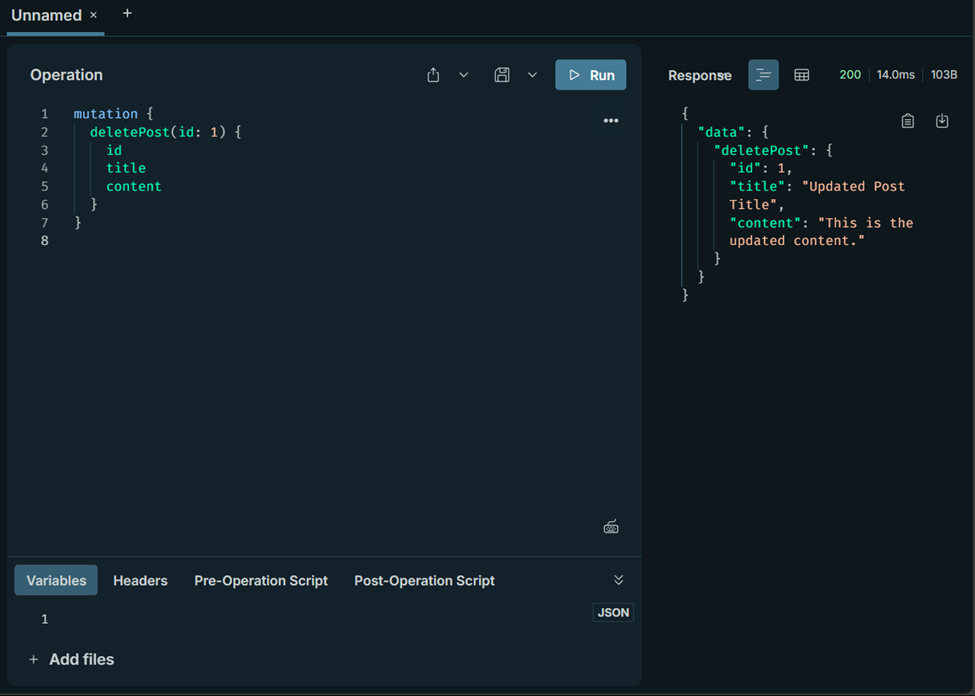 Unnamed × +
Operation
Run
1 mutation {
2 deletePost(id: 1) {
3 id
4 title
5 content
6 }
7 }
8
Variables Headers Pre-Operation Script Post-Operation Script
1
JSON
+ Add files
Response 200 14.0ms 103B
{
"data": {
"deletePost": {
"id": 1,
"title": "Updated Post
Title",
"content": "This is the
updated content."
}
}
}